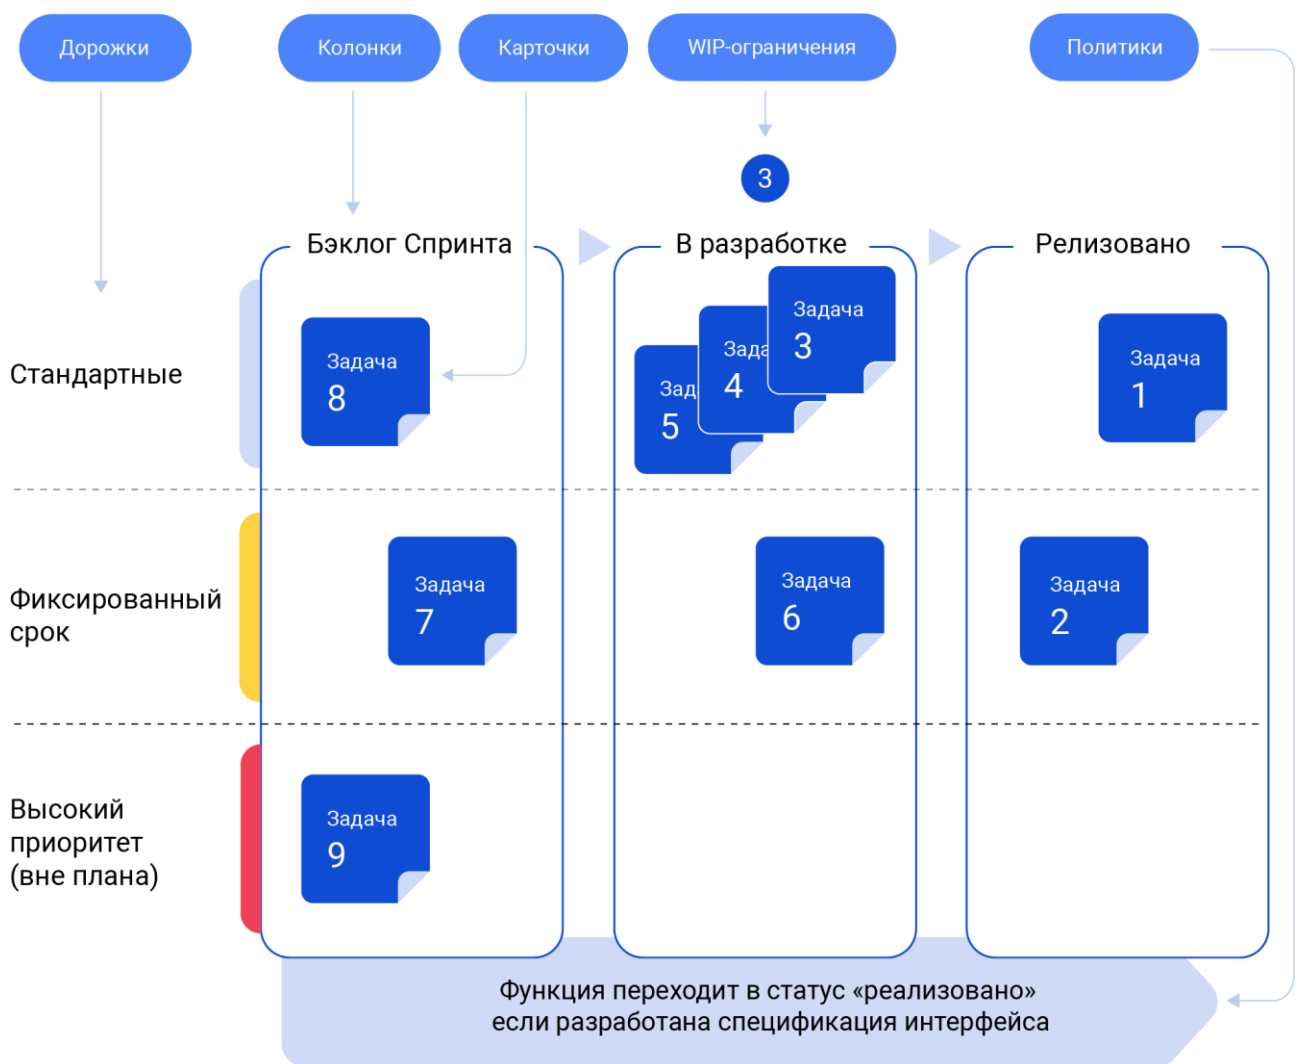 Дорожки
Колонки
Карточки
WIP-ограничения
Политики
3
Бэклог Спринта
В разработке
Релизовано
Стандартные
Задача
8
Задача
3
Зада
4
Зад
5
Задача
1
Фиксированный
срок
Задача
7
Задача
6
Задача
2
Высокий
приоритет
(вне плана)
Задача
9
Функция переходит в статус «реализовано»
если разработана спецификация интерфейса